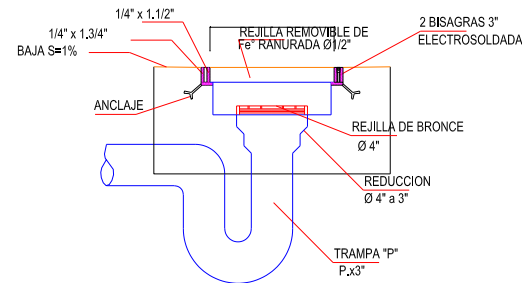 1/4" x 1.1/2"
REJILLA REMOVIBLE DE
Fe° RANURADA Ø1/2"
2 BISAGRAS 3"
ELECTROSOLDADA
1/4" x 1.3/4"
BAJA S=1%
ANCLAJE
REJILLA DE BRONCE
Ø 4"
REDUCCION
Ø 4" a 3"
TRAMPA "P"
P.x3"